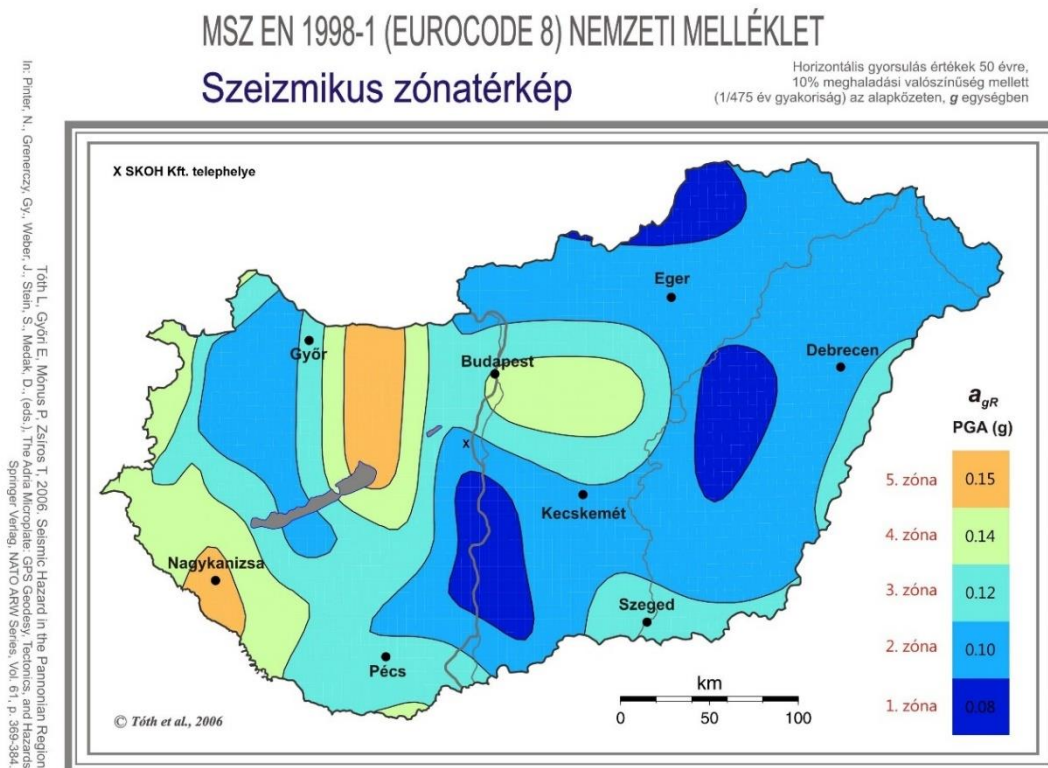 MSZ EN 1998-1 (EUROCODE 8) NEMZETI MELLÉKLET
Szeizmikus zónatérkép
Horizontális gyorsulás értékek 50 évre,
10% meghaladási valószínűség mellett
(1/475 év gyakoriság) az alapkőzeten, g egységben
Tóth L, Győri E, Mónus P, Zsíros T, 2006. Seismic Hazard in the Pannonian Region
In: Pinter, N., Grenerczy, Gy., Weber, J., Stein, S., Medak, D., (eds.), The Adria Microplate: GPS Geodesy, Tectonics, and Hazards
Springer Verlag, NATO ARW Series, Vol. 61, p. 369-384.
X SKOH Kft. telephelye
Eger
Győr
Budapest
Debrecen
x
Kecskemét
Nagykanizsa
Szeged
Pécs
agR
PGA (g)
5. zóna 0.15
4. zóna 0.14
3. zóna 0.12
2. zóna 0.10
1. zóna 0.08
km
0 50 100
© Tóth et al., 2006